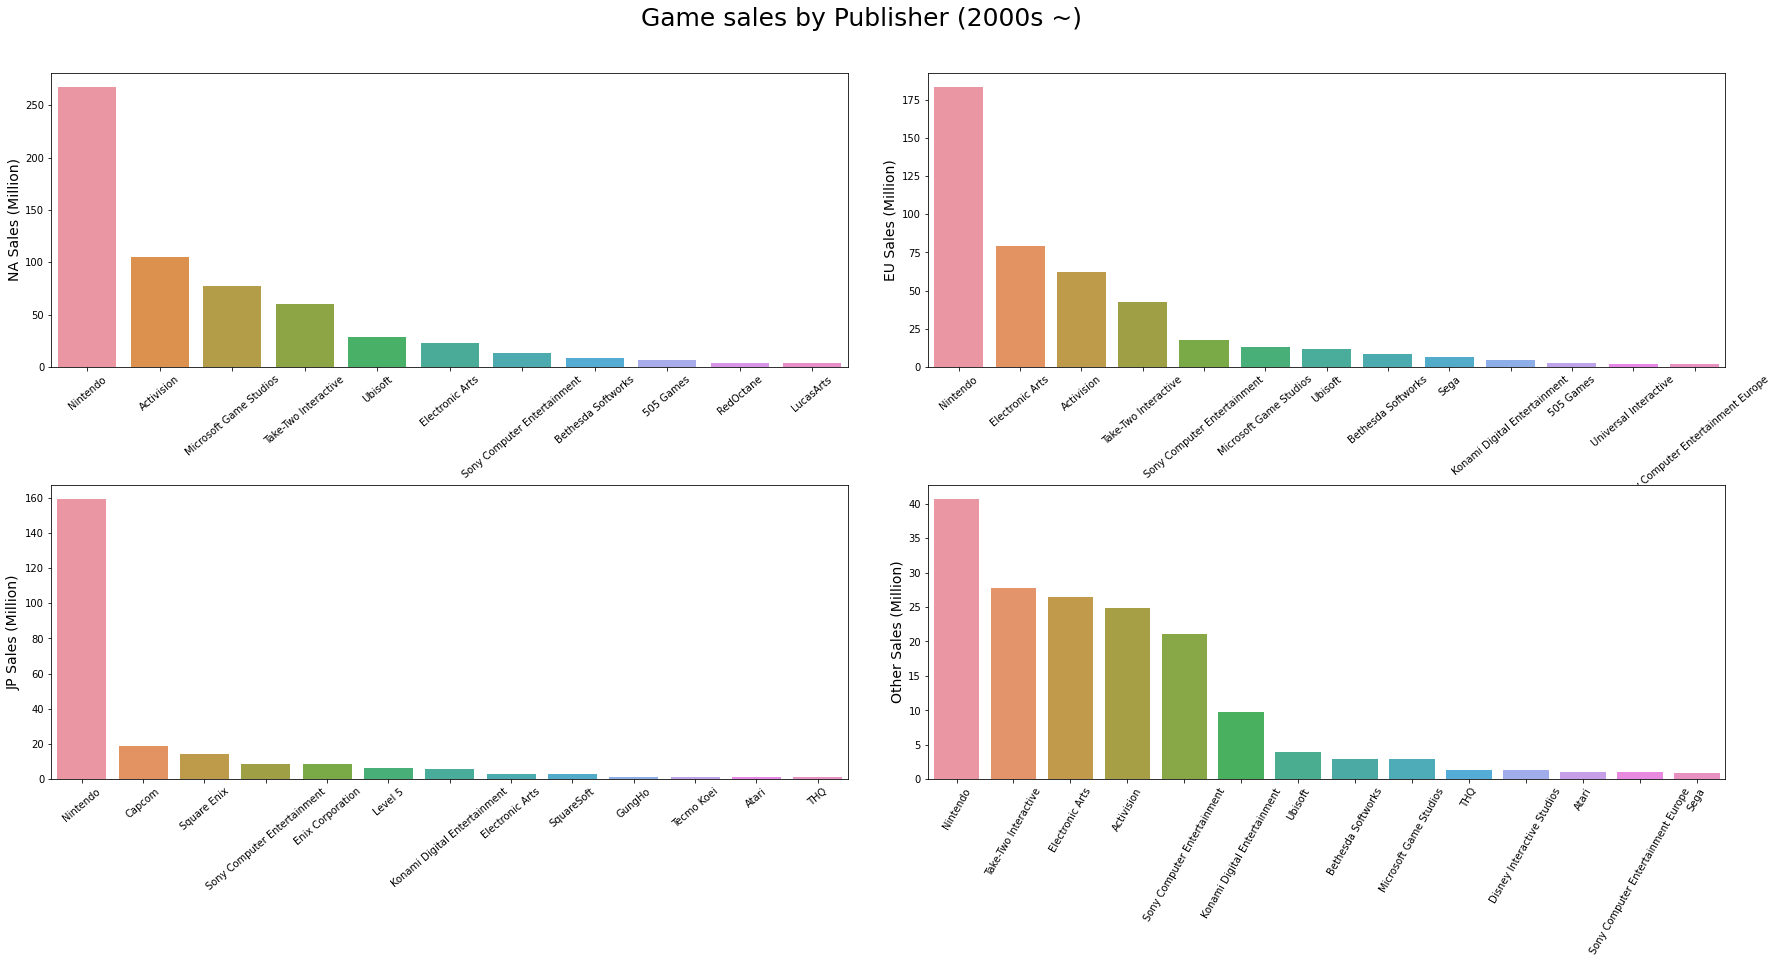 Game sales by Publisher (2000s ~)
NA Sales (Million)
250
200
150
100
50
0
Nintendo
Activision
Microsoft Game Studios
Take-Two Interactive
Ubisoft
Electronic Arts
Sony Computer Entertainment
Bethesda Softworks
505 Games
RedOctane
LucasArts
EU Sales (Million)
175
150
125
100
75
50
25
0
Nintendo
Electronic Arts
Activision
Take-Two Interactive
Sony Computer Entertainment
Microsoft Game Studios
Ubisoft
Bethesda Softworks
Sega
Konami Digital Entertainment
505 Games
Universal Interactive
Computer Entertainment Europe
JP Sales (Million)
160
140
120
100
80
60
40
20
0
Nintendo
Capcom
Square Enix
Sony Computer Entertainment
Enix Corporation
Level 5
Konami Digital Entertainment
Electronic Arts
SquareSoft
GungHo
Tecmo Koei
Atari
THQ
Other Sales (Million)
40
35
30
25
20
15
10
5
0
Nintendo
Take-Two Interactive
Electronic Arts
Activision
Sony Computer Entertainment
Konami Digital Entertainment
Ubisoft
Bethesda Softworks
Microsoft Game Studios
THQ
Disney Interactive Studios
Atari
Sony Computer Entertainment Europe
Sega